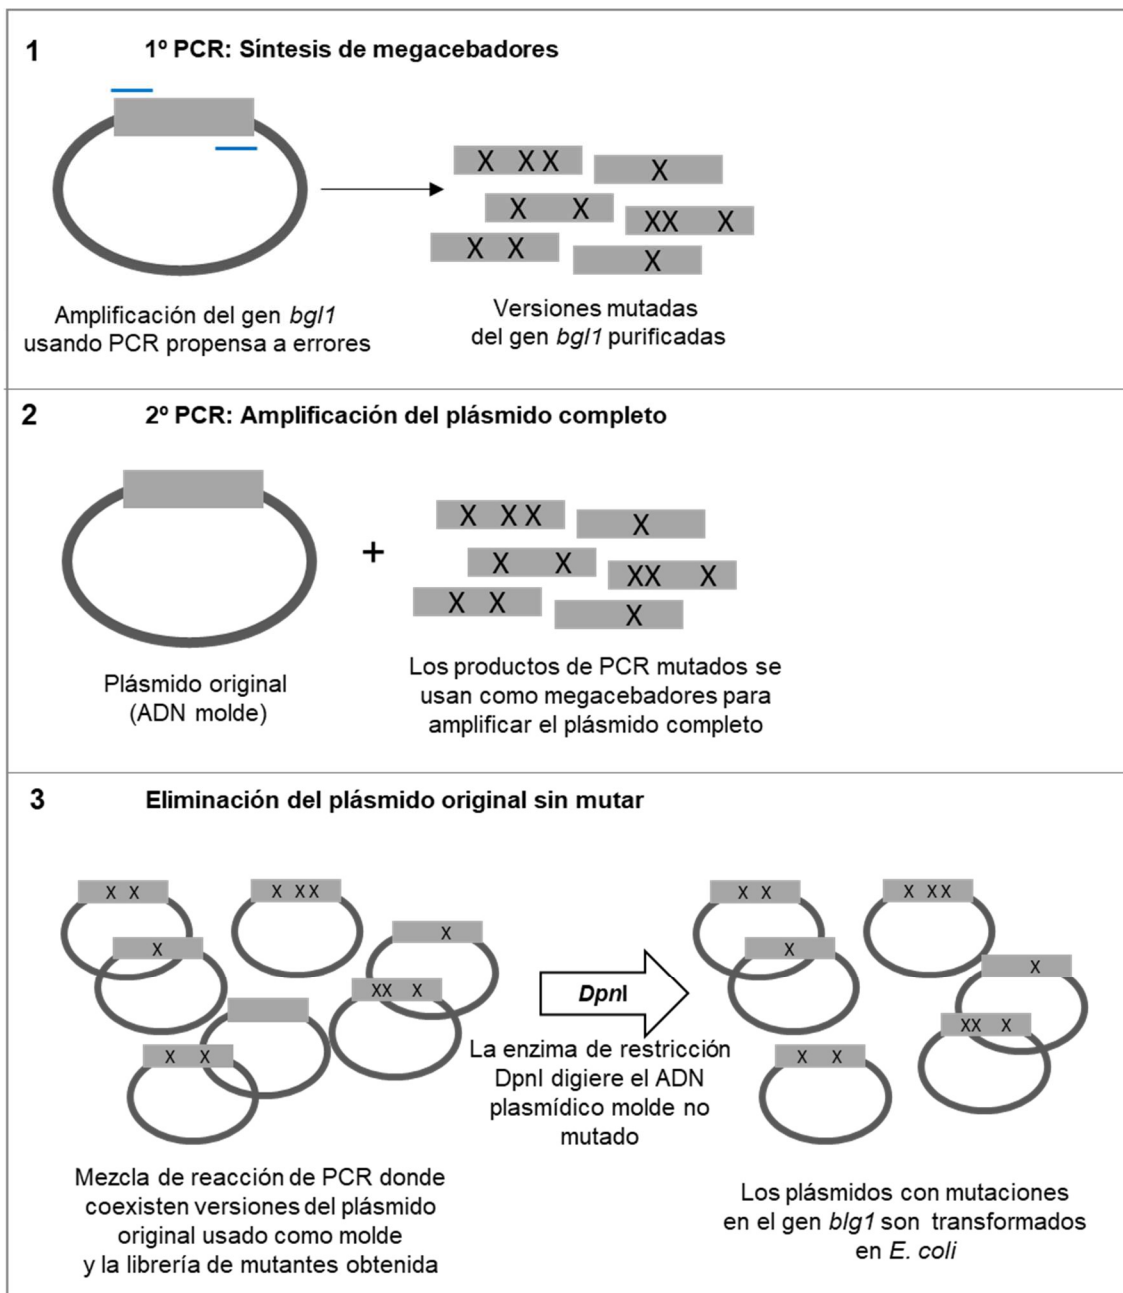 1
1º PCR: Síntesis de megacebadores
X XX
X
X X
XX X
X X
X
Amplificación del gen bgl1
usando PCR propensa a errores
Versiones mutadas
del gen bgl1 purificadas
2
2º PCR: Amplificación del plásmido completo
+
X XX
X
X X
XX X
X X
X
Plásmido original
(ADN molde)
Los productos de PCR mutados se
usan como megacebadores para
amplificar el plásmido completo
3
Eliminación del plásmido original sin mutar
X X
X XX
X
X
XX X
X X
DpnI
La enzima de restricción
DpnI digiere el ADN
plasmídico molde no
mutado
X X
X XX
X
X
XX X
X X
Mezcla de reacción de PCR donde
coexisten versiones del plásmido
original usado como molde
y la librería de mutantes obtenida
Los plásmidos con mutaciones
en el gen blg1 son transformados
en E. coli